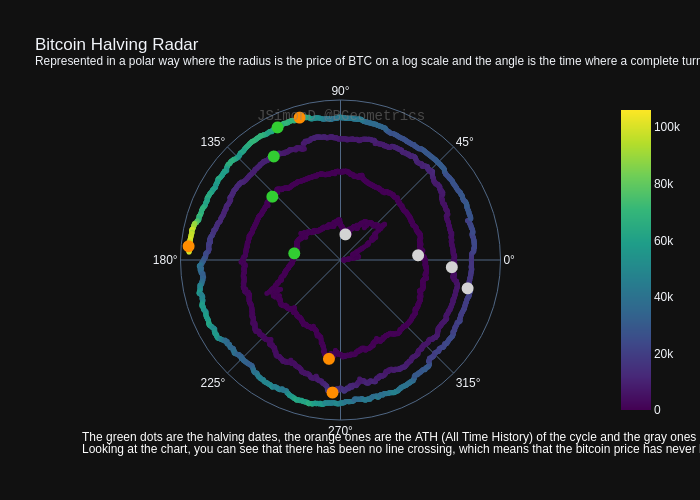 Bitcoin Halving Radar
Represented in a polar way where the radius is the price of BTC on a log scale and the angle is the time where a complete turn
90°
135°
45°
100k
80k
180°
0°
60k
40k
20k
225°
315°
0
270°
The green dots are the halving dates, the orange ones are the ATH (All Time History) of the cycle and the gray ones
Looking at the chart, you can see that there has been no line crossing, which means that the bitcoin price has never